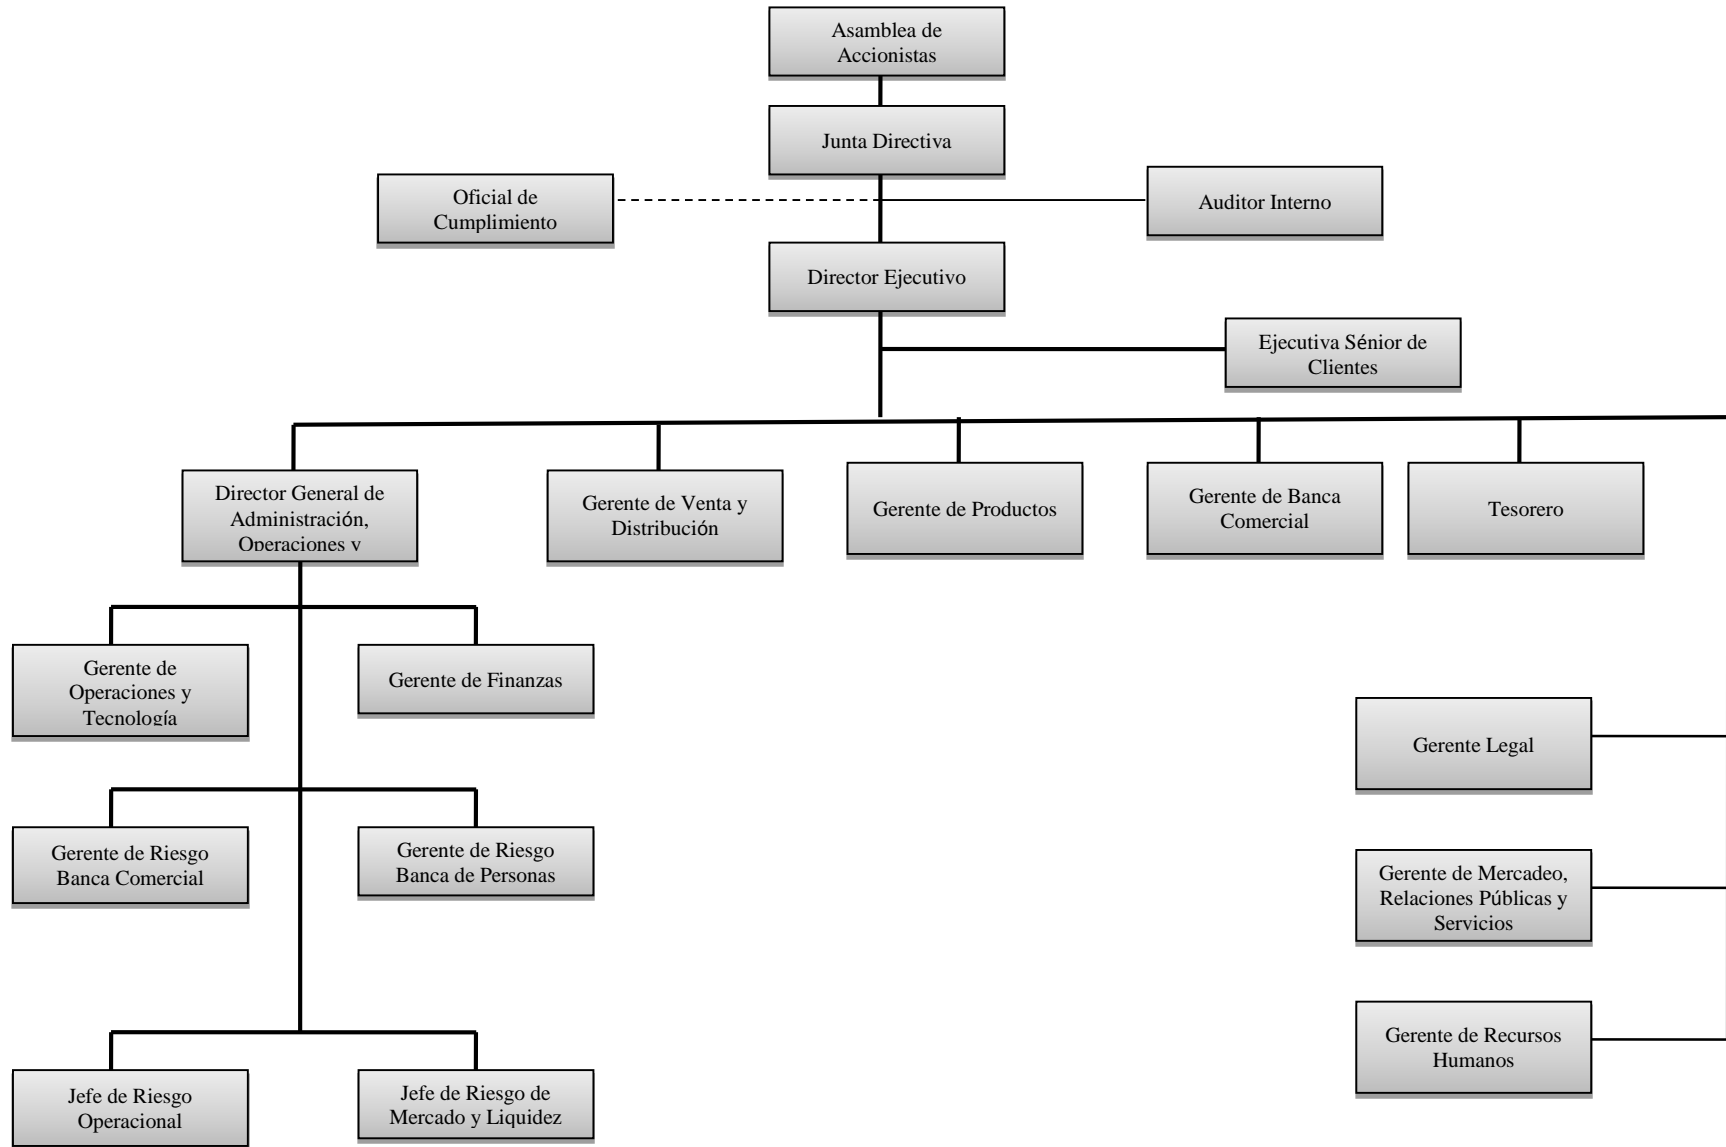 Asamblea de
Accionistas
Junta Directiva
Oficial de
Cumplimiento
Auditor Interno
Director Ejecutivo
Ejecutiva Sénior de
Clientes
Director General de
Administración,
Operaciones y
Gerente de Venta y
Distribución
Gerente de Productos
Gerente de Banca
Comercial
Tesorero
Gerente de
Operaciones y
Tecnología
Gerente de Finanzas
Gerente Legal
Gerente de Riesgo
Banca Comercial
Gerente de Riesgo
Banca de Personas
Gerente de Mercadeo,
Relaciones Públicas y
Servicios
Gerente de Recursos
Humanos
Jefe de Riesgo
Operacional
Jefe de Riesgo de
Mercado y Liquidez